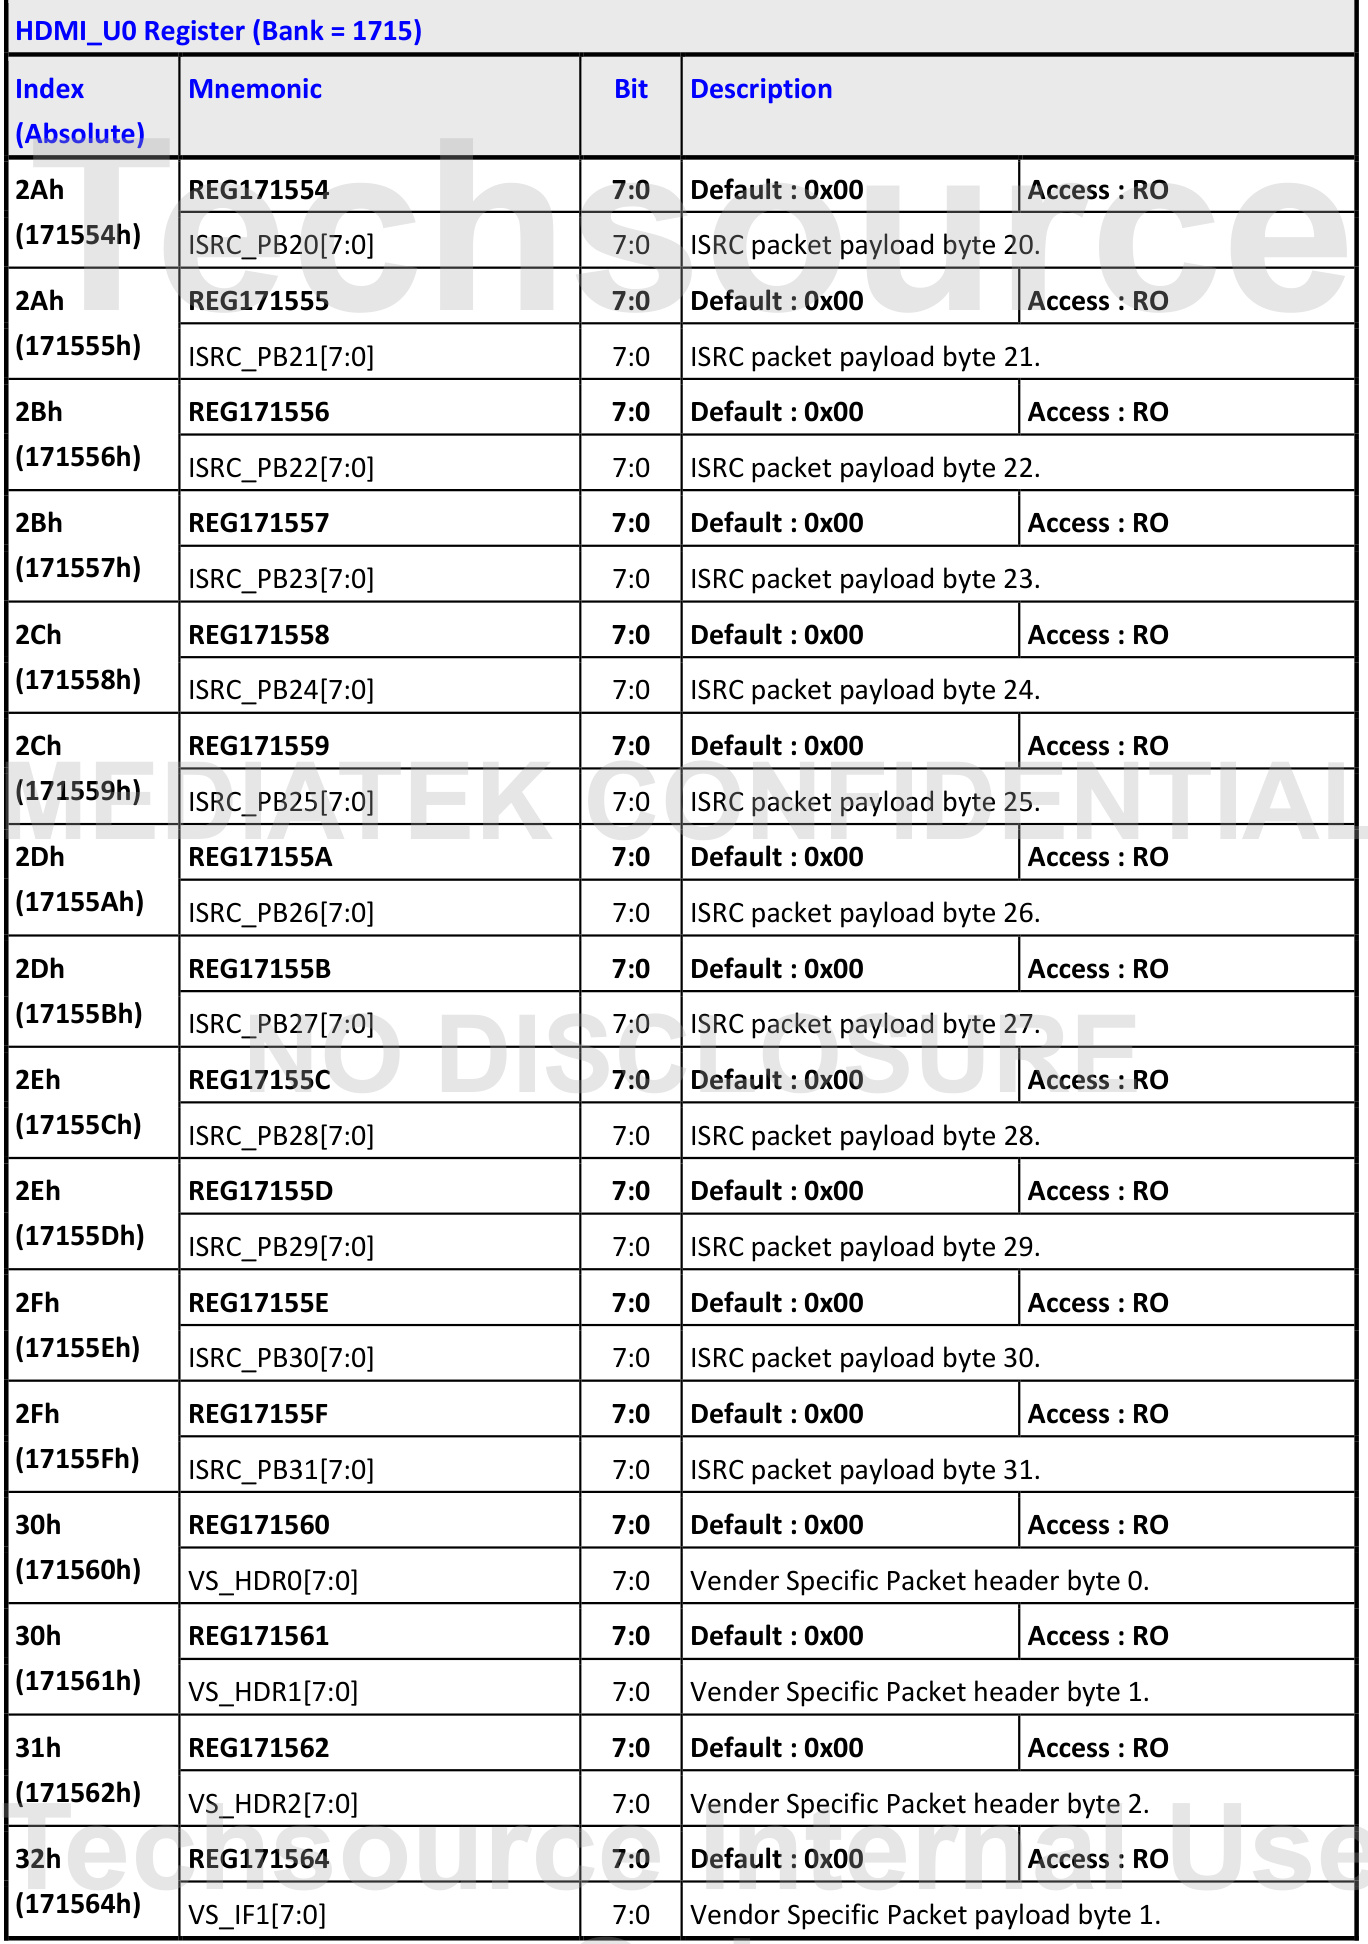 HDMI_U0 Register (Bank = 1715)
Index (Absolute) Mnemonic Bit Description
2Ah (171554h) REG171554 7:0 Default : 0x00 Access : RO
ISRC_PB20[7:0] 7:0 ISRC packet payload byte 20.
2Ah (171555h) REG171555 7:0 Default : 0x00 Access : RO
ISRC_PB21[7:0] 7:0 ISRC packet payload byte 21.
2Bh (171556h) REG171556 7:0 Default : 0x00 Access : RO
ISRC_PB22[7:0] 7:0 ISRC packet payload byte 22.
2Bh (171557h) REG171557 7:0 Default : 0x00 Access : RO
ISRC_PB23[7:0] 7:0 ISRC packet payload byte 23.
2Ch (171558h) REG171558 7:0 Default : 0x00 Access : RO
ISRC_PB24[7:0] 7:0 ISRC packet payload byte 24.
2Ch (171559h) REG171559 7:0 Default : 0x00 Access : RO
ISRC_PB25[7:0] 7:0 ISRC packet payload byte 25.
2Dh (17155Ah) REG17155A 7:0 Default : 0x00 Access : RO
ISRC_PB26[7:0] 7:0 ISRC packet payload byte 26.
2Dh (17155Bh) REG17155B 7:0 Default : 0x00 Access : RO
ISRC_PB27[7:0] 7:0 ISRC packet payload byte 27.
2Eh (17155Ch) REG17155C 7:0 Default : 0x00 Access : RO
ISRC_PB28[7:0] 7:0 ISRC packet payload byte 28.
2Eh (17155Dh) REG17155D 7:0 Default : 0x00 Access : RO
ISRC_PB29[7:0] 7:0 ISRC packet payload byte 29.
2Fh (17155Eh) REG17155E 7:0 Default : 0x00 Access : RO
ISRC_PB30[7:0] 7:0 ISRC packet payload byte 30.
2Fh (17155Fh) REG17155F 7:0 Default : 0x00 Access : RO
ISRC_PB31[7:0] 7:0 ISRC packet payload byte 31.
30h (171560h) REG171560 7:0 Default : 0x00 Access : RO
VS_HDR0[7:0] 7:0 Vender Specific Packet header byte 0.
30h (171561h) REG171561 7:0 Default : 0x00 Access : RO
VS_HDR1[7:0] 7:0 Vender Specific Packet header byte 1.
31h (171562h) REG171562 7:0 Default : 0x00 Access : RO
VS_HDR2[7:0] 7:0 Vender Specific Packet header byte 2.
32h (171564h) REG171564 7:0 Default : 0x00 Access : RO
VS_IF1[7:0] 7:0 Vendor Specific Packet payload byte 1.
Techsource
MEDIATEK CONFIDENTIAL
NO DISCLOSURE
Techsource Internal Use